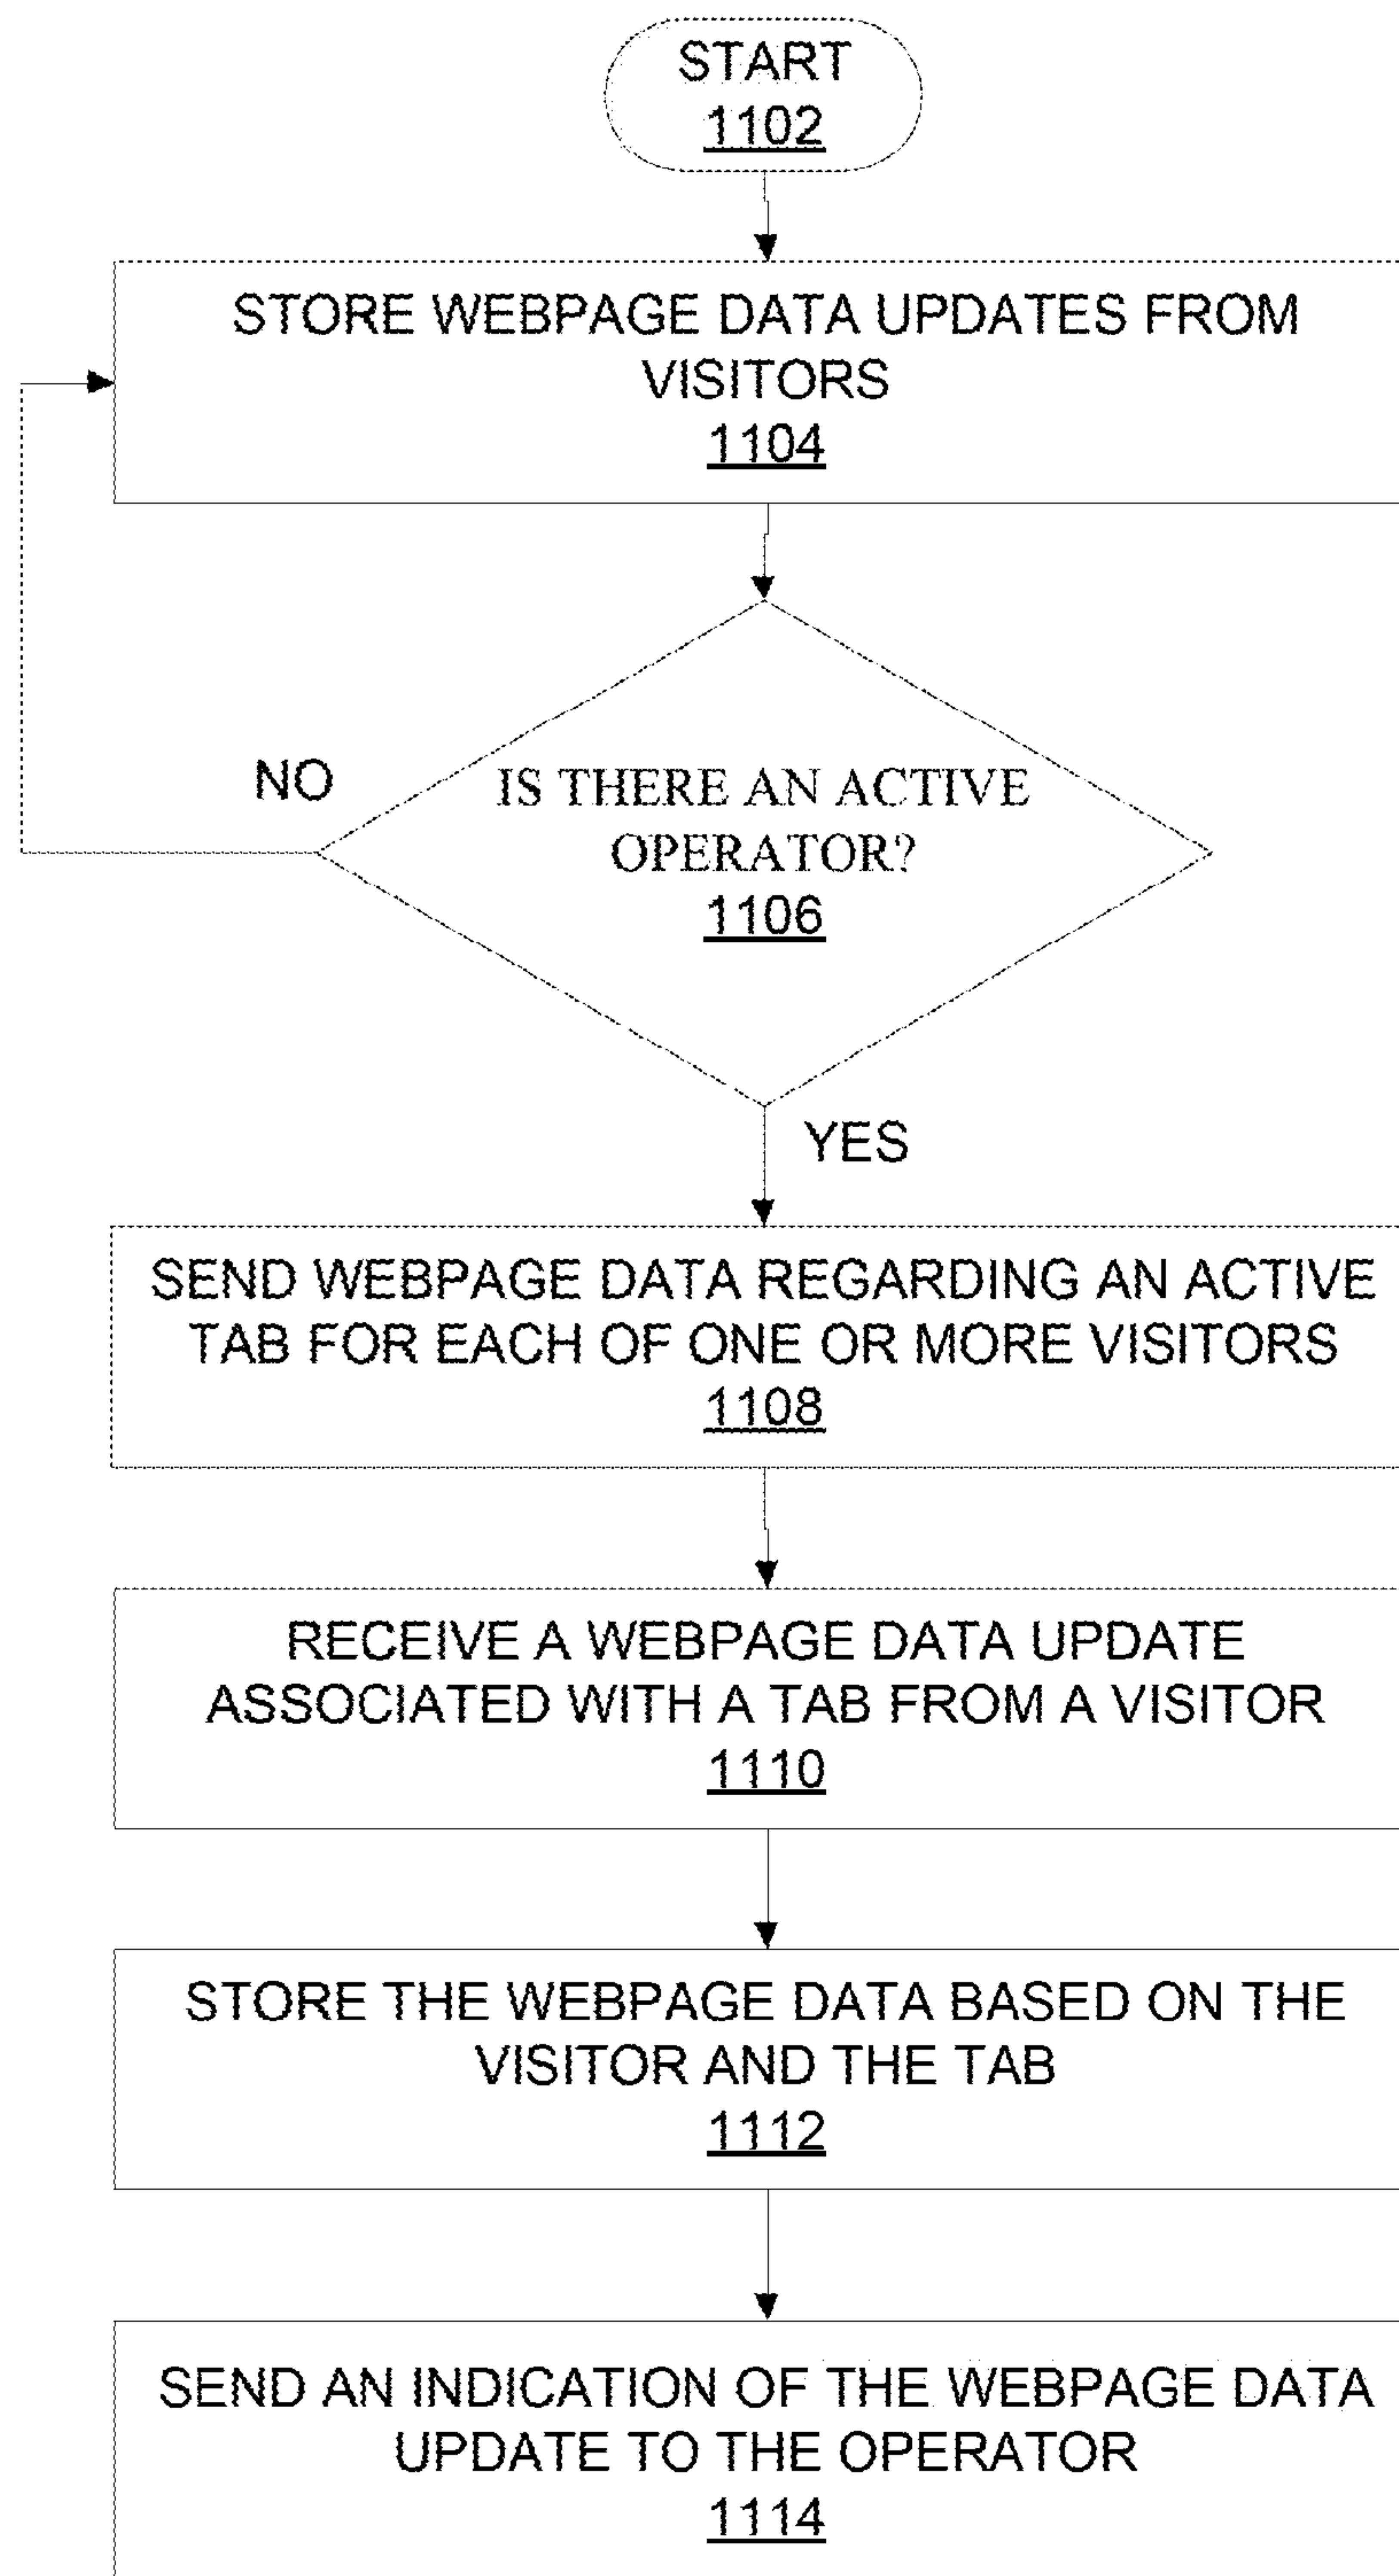 START
1102
STORE WEBPAGE DATA UPDATES FROM
VISITORS
1104
NO
IS THERE AN ACTIVE
OPERATOR?
1106
YES
SEND WEBPAGE DATA REGARDING AN ACTIVE
TAB FOR EACH OF ONE OR MORE VISITORS
1108
RECEIVE A WEBPAGE DATA UPDATE
ASSOCIATED WITH A TAB FROM A VISITOR
1110
STORE THE WEBPAGE DATA BASED ON THE
VISITOR AND THE TAB
1112
SEND AN INDICATION OF THE WEBPAGE DATA
UPDATE TO THE OPERATOR
1114